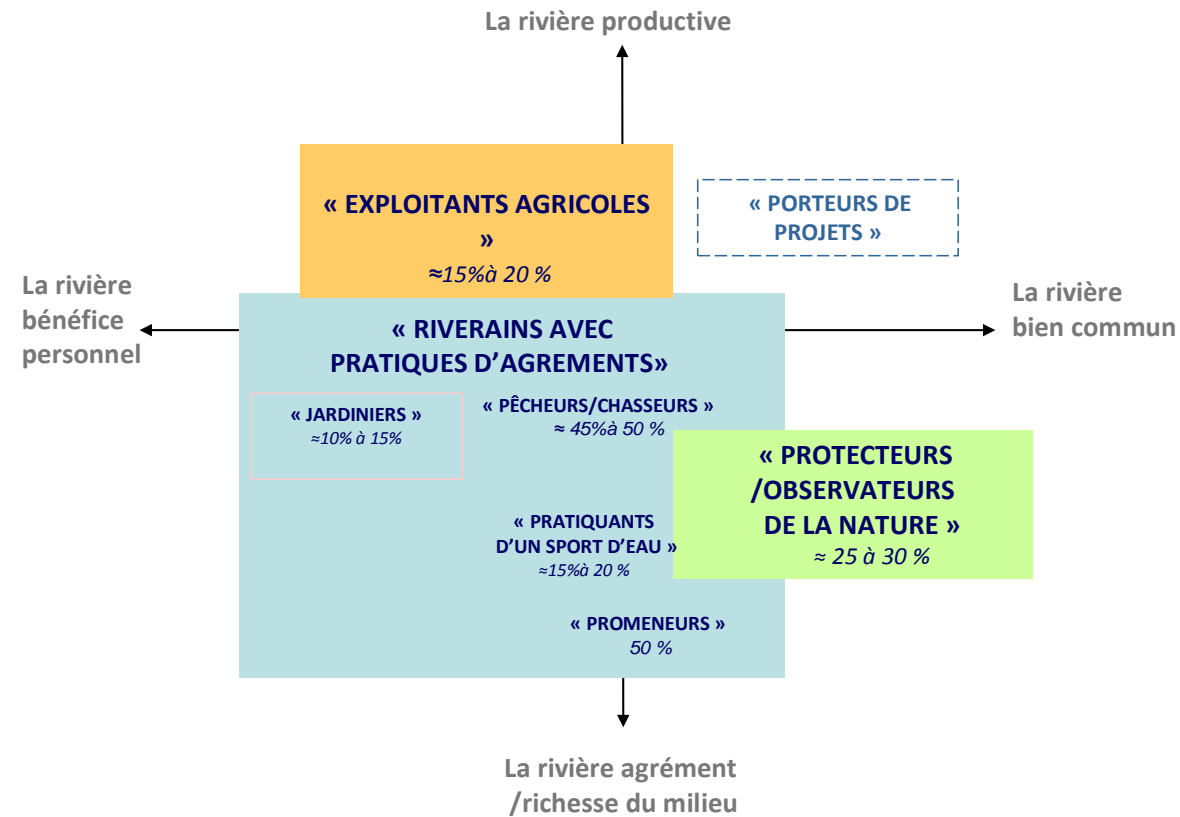 La rivière productive
« EXPLOITANTS AGRICOLES
»
≈15%à 20 %
« PORTEURS DE
PROJETS »
La rivière
bénéfice
personnel
La rivière
bien commun
« RIVERAINS AVEC
PRATIQUES D’AGREMENTS»
« JARDINIERS »
≈10% à 15%
« PÊCHEURS/CHASSEURS »
≈ 45%à 50 %
« PROTECTEURS
/OBSERVATEURS
DE LA NATURE »
≈ 25 à 30 %
« PRATIQUANTS
D’UN SPORT D’EAU »
≈15%à 20 %
« PROMENEURS »
50 %
La rivière agrément
/richesse du milieu